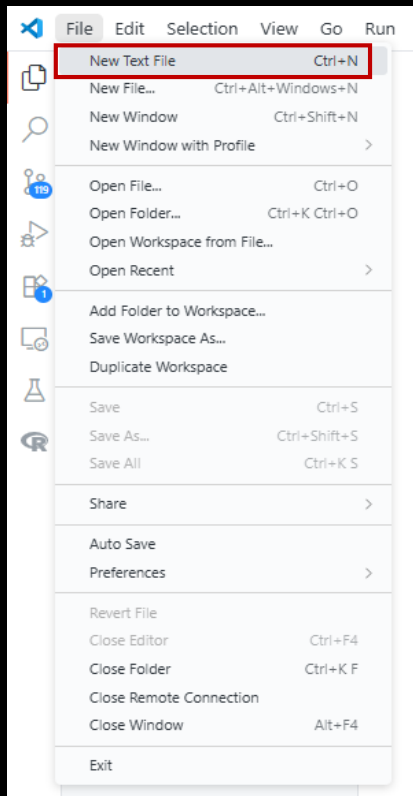 File Edit Selection View Go Run
New Text File Ctrl+N
New File... Ctrl+Alt+Windows+N
New Window Ctrl+Shift+N
New Window with Profile
Open File... Ctrl+O
Open Folder... Ctrl+K Ctrl+O
Open Workspace from File...
Open Recent
Add Folder to Workspace...
Save Workspace As...
Duplicate Workspace
Save Ctrl+S
Save As... Ctrl+Shift+S
Save All Ctrl+K S
Share
Auto Save
Preferences
Revert File
Close Editor Ctrl+F4
Close Folder Ctrl+K F
Close Remote Connection
Close Window Alt+F4
Exit
119
1
R